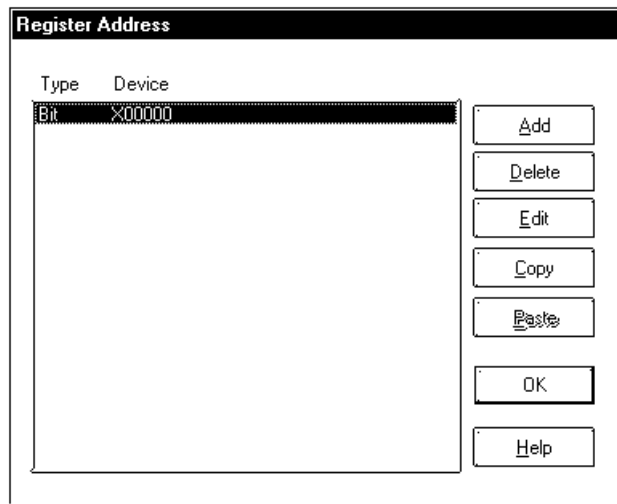 Register Address
Type Device
Bit X00000
Add
Delete
Edit
Copy
Paste
OK
Help